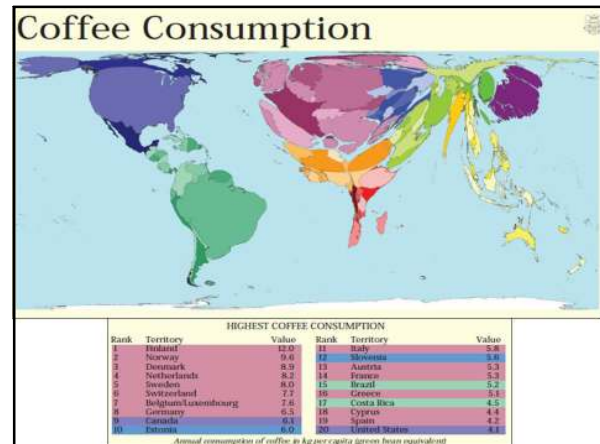 Coffee Consumption
HIGHEST COFFEE CONSUMPTION
Rank Territory Value Rank Territory Value
1 Finland 12.0 11 Italy 5.8
2 Norway 9.6 12 Slovenia 5.6
3 Denmark 8.9 13 Austria 5.3
4 Netherlands 8.2 14 France 5.3
5 Sweden 8.0 15 Brazil 5.2
6 Switzerland 7.7 16 Greece 5.1
7 Belgium/Luxembourg 7.6 17 Costa Rica 4.5
8 Germany 6.5 18 Cyprus 4.4
9 Canada 6.1 19 Spain 4.2
10 Estonia 6.0 20 United States 4.1
Annual consumption of coffee in kg per capita (green bean equivalent)